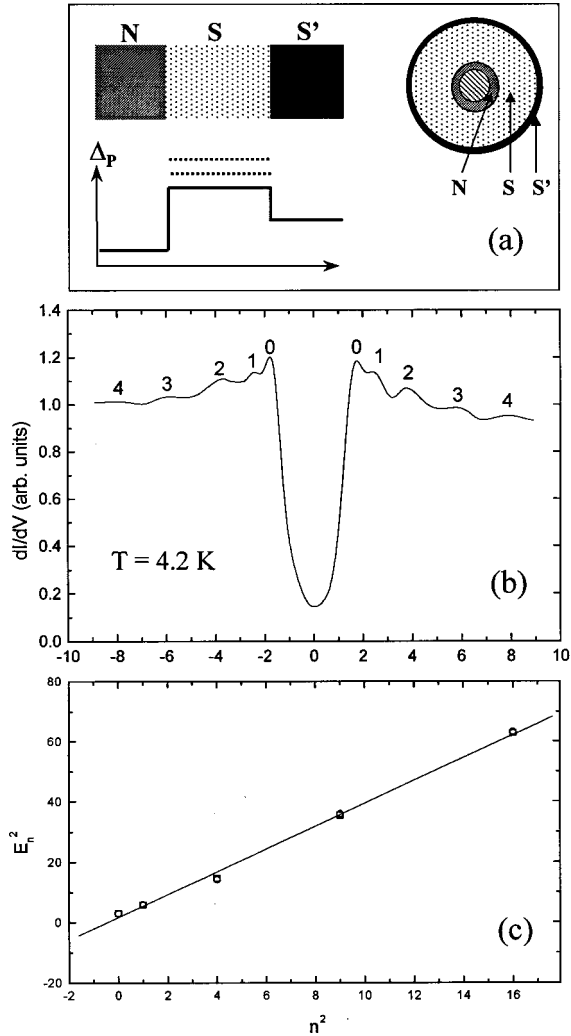 N S S'
Δ_P
N S S'
(a)
1.4
1.2
1.0
0.8
0.6
0.4
0.2
0.0
dI/dV (arb. units)
4 3 2 1 0 0 1 2 3 4
T = 4.2 K
(b)
-10 -8 -6 -4 -2 0 2 4 6 8 10
80
60
40
20
0
-20
E_n^2
(c)
-2 0 2 4 6 8 10 12 14 16
n^2